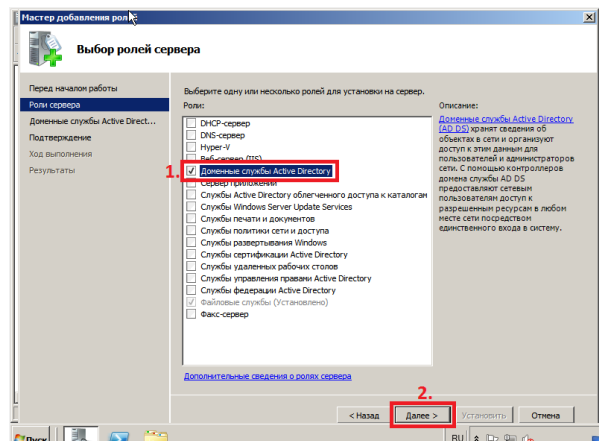 Мастер добавления ролей
Выбор ролей сервера
Перед началом работы
Роли сервера
Доменные службы Active Direct...
Подтверждение
Ход выполнения
Результаты
Выберите одну или несколько ролей для установки на сервер.
Роли:
DHCP-сервер
DNS-сервер
Hyper-V
Веб-сервер (IIS)
1.
Доменные службы Active Directory
Сервер приложений
Службы Active Directory облегченного доступа к каталогам
Службы Windows Server Update Services
Службы печати и документов
Службы политики сети и доступа
Службы развертывания Windows
Службы сертификации Active Directory
Службы удаленных рабочих столов
Службы управления правами Active Directory
Службы федерации Active Directory
Файловые службы (Установлено)
Факс-сервер
Дополнительные сведения о ролях сервера
Описание:
Доменные службы Active Directory
(AD DS) хранят сведения об
объектах в сети и организуют
доступ к этим данным для
пользователей и администраторов
сети. С помощью контроллеров
домена службы AD DS
предоставляют сетевым
пользователям доступ к
разрешенным ресурсам в любом
месте сети посредством
единственного входа в систему.
2.
< Назад
Далее >
Установить
Отмена
Пуск
RU